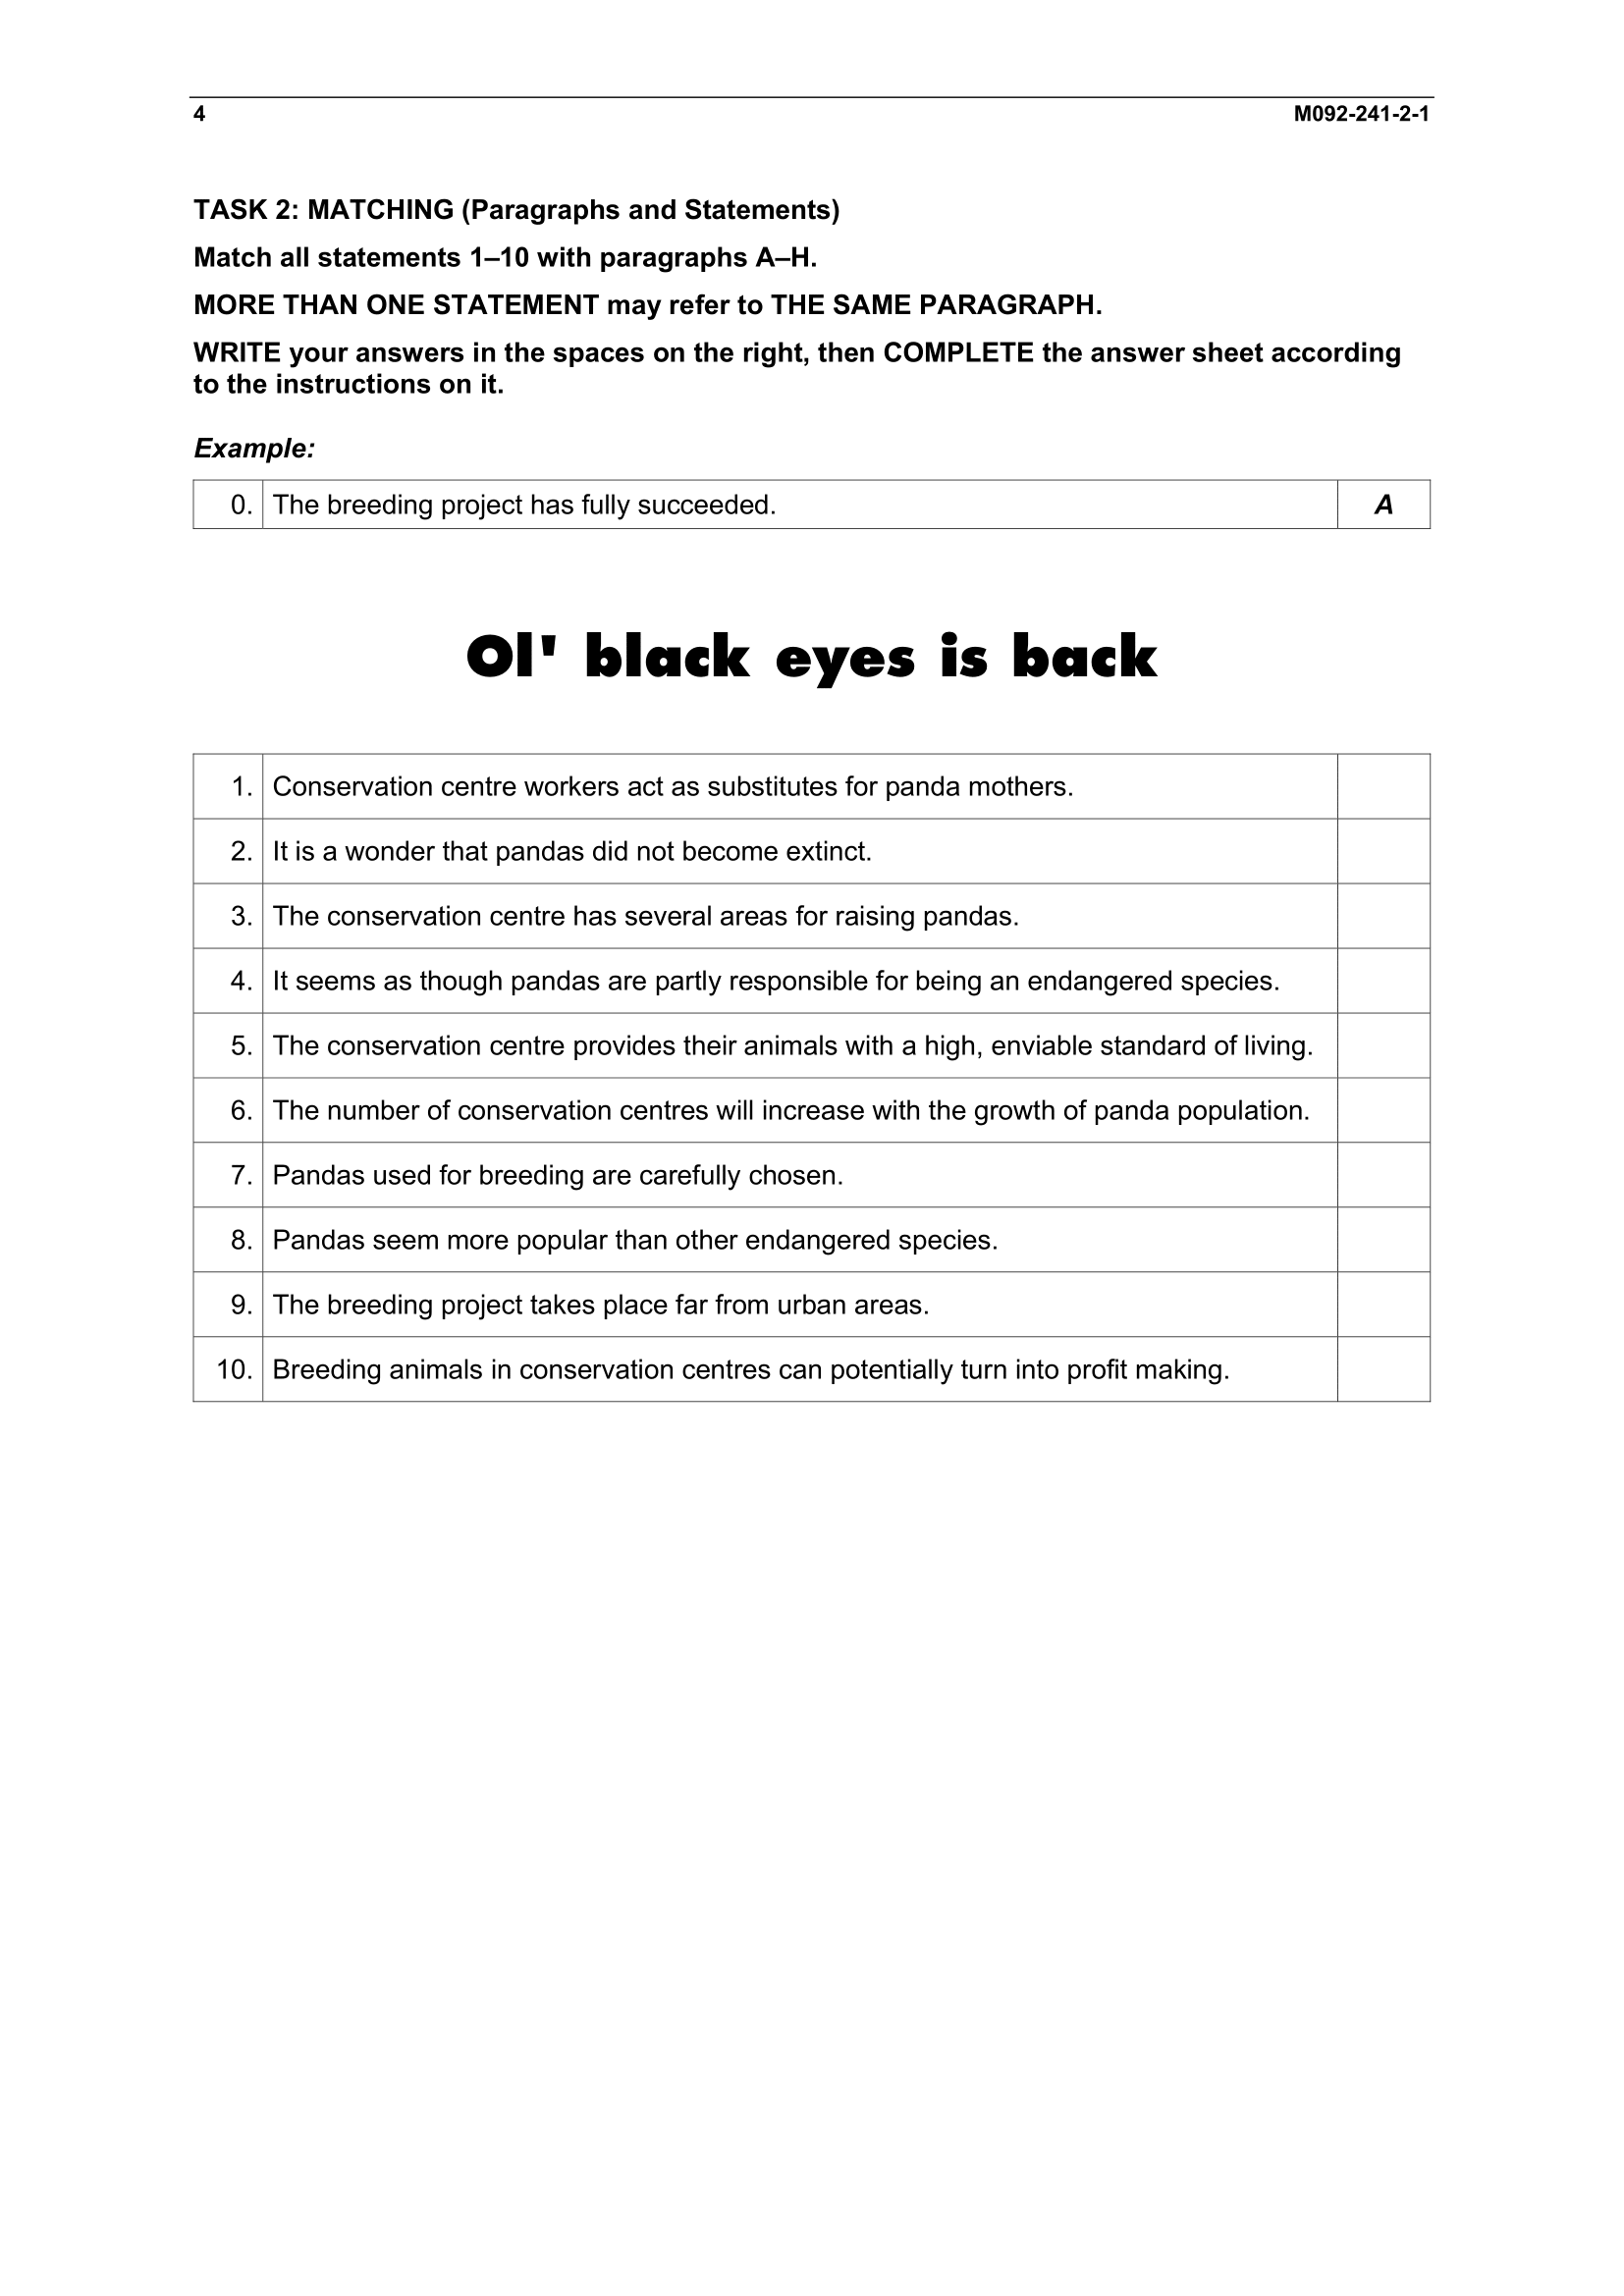 4 M092-241-2-1
TASK 2: MATCHING (Paragraphs and Statements)
Match all statements 1–10 with paragraphs A–H.
MORE THAN ONE STATEMENT may refer to THE SAME PARAGRAPH.
WRITE your answers in the spaces on the right, then COMPLETE the answer sheet according
to the instructions on it.
Example:
0. The breeding project has fully succeeded. A
Ol' black eyes is back
1. Conservation centre workers act as substitutes for panda mothers.
2. It is a wonder that pandas did not become extinct.
3. The conservation centre has several areas for raising pandas.
4. It seems as though pandas are partly responsible for being an endangered species.
5. The conservation centre provides their animals with a high, enviable standard of living.
6. The number of conservation centres will increase with the growth of panda population.
7. Pandas used for breeding are carefully chosen.
8. Pandas seem more popular than other endangered species.
9. The breeding project takes place far from urban areas.
10. Breeding animals in conservation centres can potentially turn into profit making.